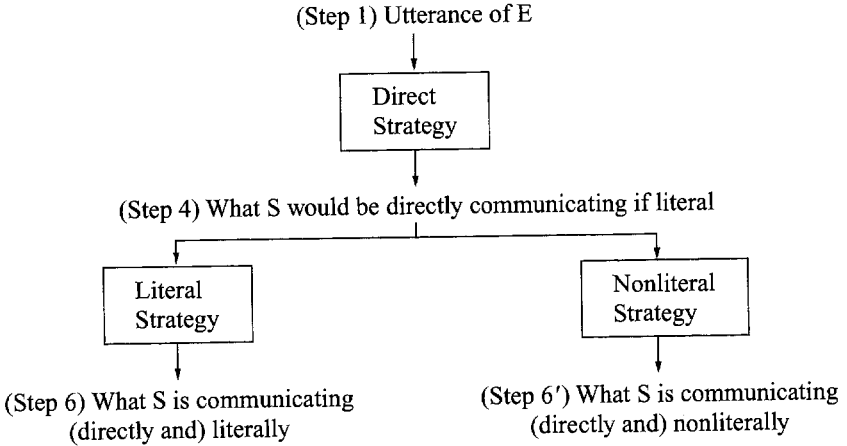 (Step 1) Utterance of E
Direct
Strategy
(Step 4) What S would be directly communicating if literal
Literal
Strategy
Nonliteral
Strategy
(Step 6) What S is communicating
(directly and) literally
(Step 6′) What S is communicating
(directly and) nonliterally